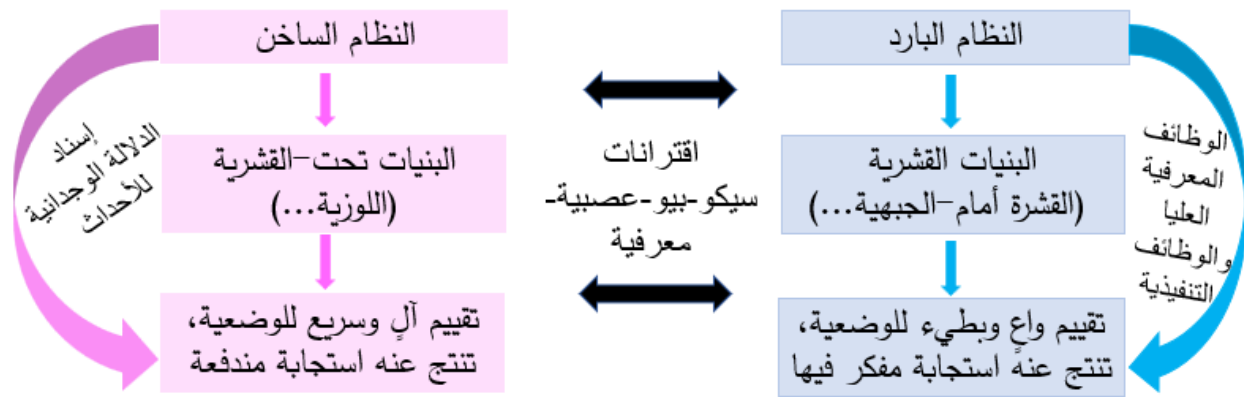 النظام البارد
البنيات القشرية
(القشرة أمام-الجبهية...)
تقييم واعٍ وبطيء للوضعية،
تنتج عنه استجابة مفكر فيها
الوظائف
المعرفية
العليا
والوظائف
التنفيذية
اقترانات
سيكو-بيو-عصبية-
معرفية
النظام الساخن
البنيات تحت-القشرية
(اللوزية...)
تقييم آلٍ وسريع للوضعية،
تنتج عنه استجابة مندفعة
إسناد
الدلالة الوجدانية
للأحداث